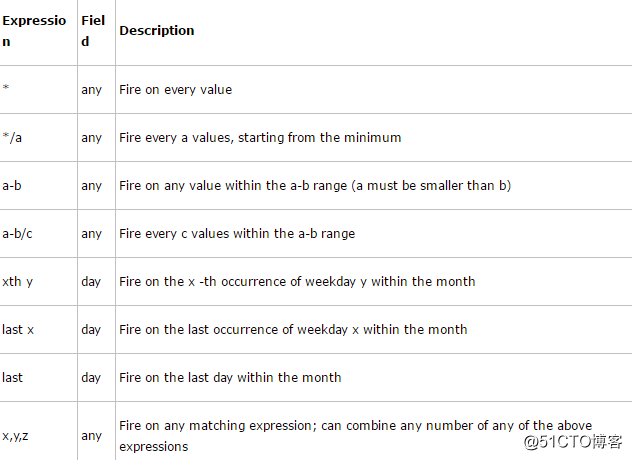 Expressio
n
Fiel
d
Description
*
any
Fire on every value
*/a
any
Fire every a values, starting from the minimum
a-b
any
Fire on any value within the a-b range (a must be smaller than b)
a-b/c
any
Fire every c values within the a-b range
xth y
day
Fire on the x -th occurrence of weekday y within the month
last x
day
Fire on the last occurrence of weekday x within the month
last
day
Fire on the last day within the month
x,y,z
any
Fire on any matching expression; can combine any number of any of the above
expressions
@51CTO博客